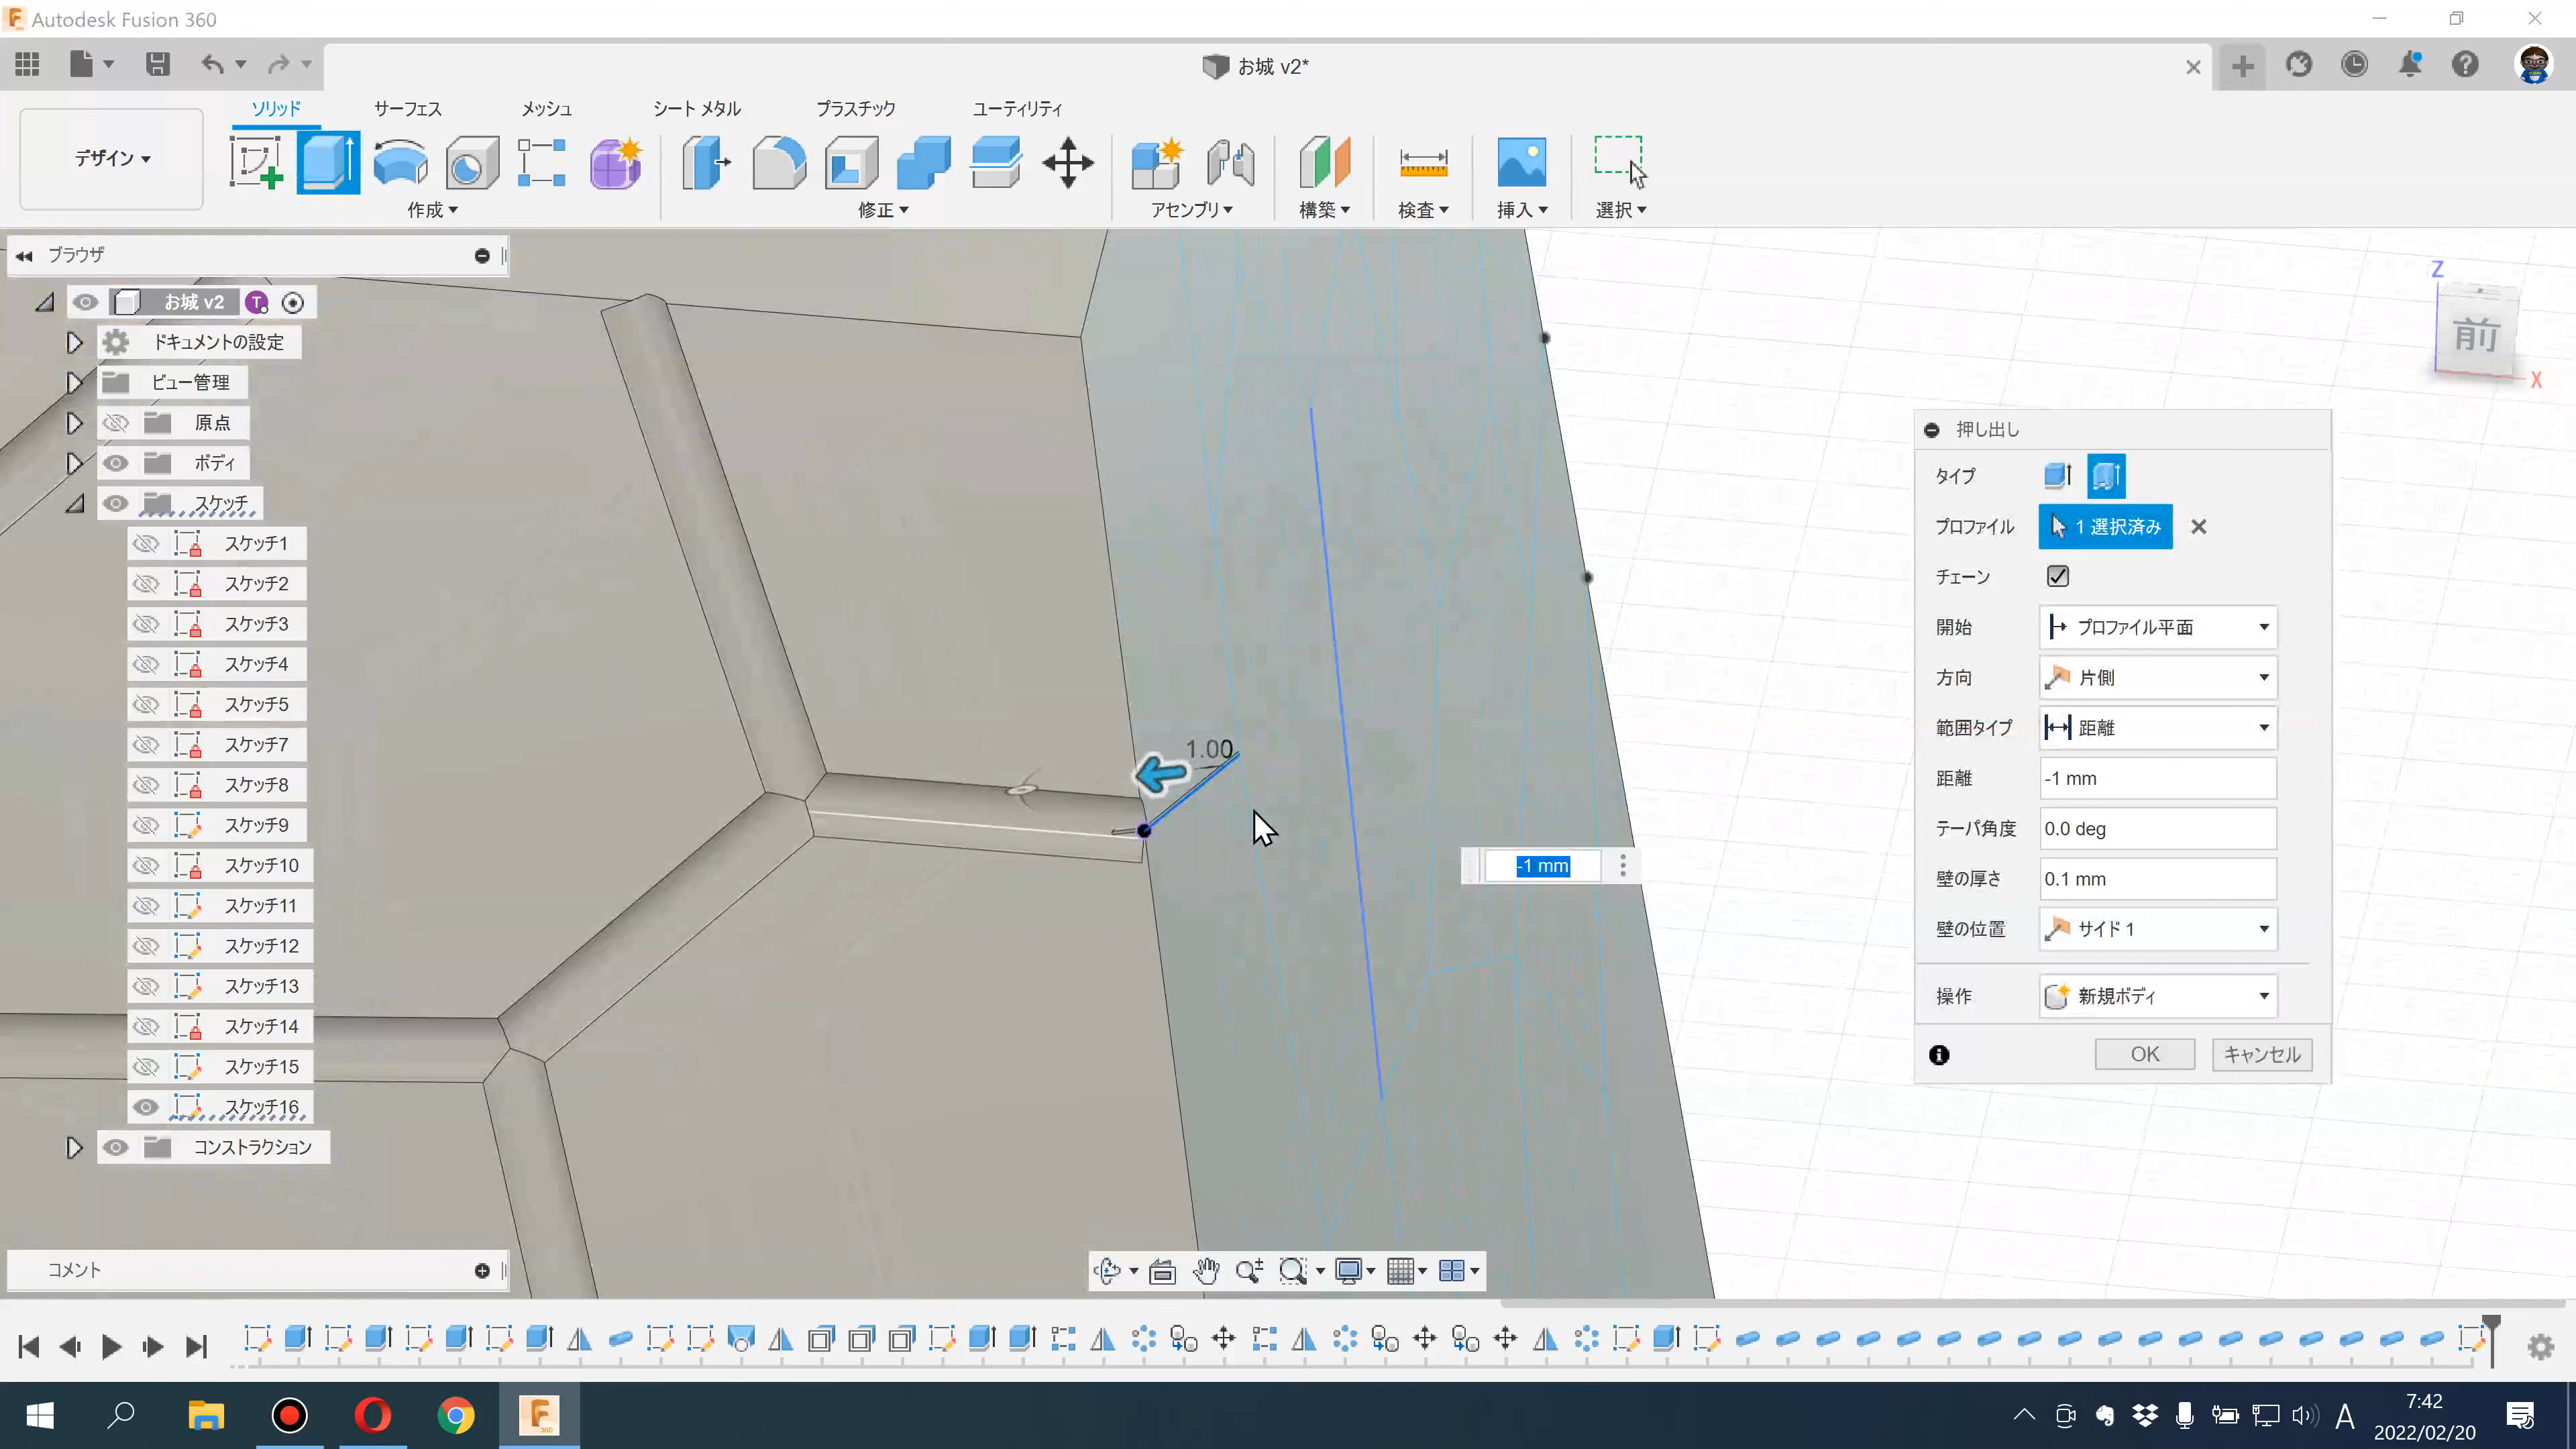 Autodesk Fusion 360
お城 v2*
ソリッド サーフェス メッシュ シート メタル プラスチック ユーティリティ
デザイン
作成 修正 アセンブリ 構築 検査 挿入 選択
ブラウザ
お城 v2
ドキュメントの設定
ビュー管理
原点
ボディ
スケッチ
スケッチ1
スケッチ2
スケッチ3
スケッチ4
スケッチ5
スケッチ7
スケッチ8
スケッチ9
スケッチ10
スケッチ11
スケッチ12
スケッチ13
スケッチ14
スケッチ15
スケッチ16
コンストラクション
コメント
1.00
-1 mm
Z
前
X
押し出し
タイプ
プロファイル 1 選択済み
チェーン
開始 プロファイル平面
方向 片側
範囲タイプ 距離
距離 -1 mm
テーパ角度 0.0 deg
壁の厚さ 0.1 mm
壁の位置 サイド 1
操作 新規ボディ
OK キャンセル
A
7:42
2022/02/20